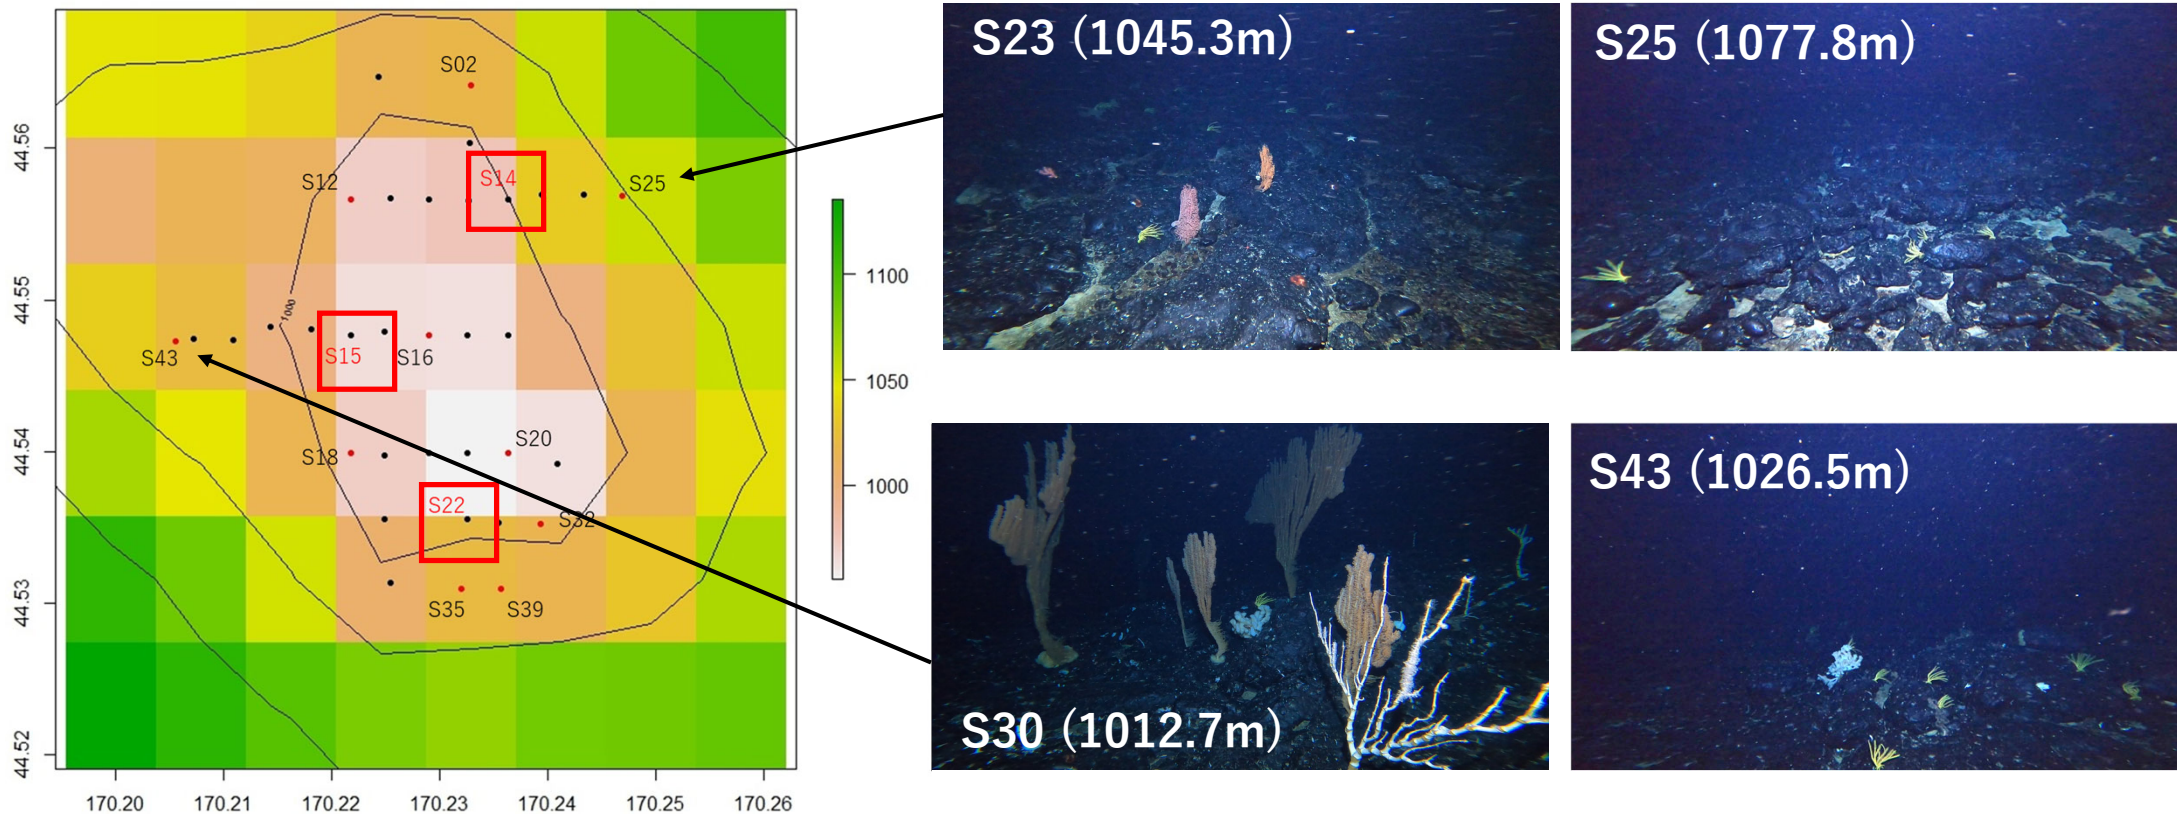 S02
S12
S14
S25
1000
S15
S16
S43
S20
S18
S22
S32
S35
S39
44.56
44.55
44.54
44.53
44.52
170.20
170.21
170.22
170.23
170.24
170.25
170.26
1100
1050
1000
S23 (1045.3m)
S25 (1077.8m)
S30 (1012.7m)
S43 (1026.5m)